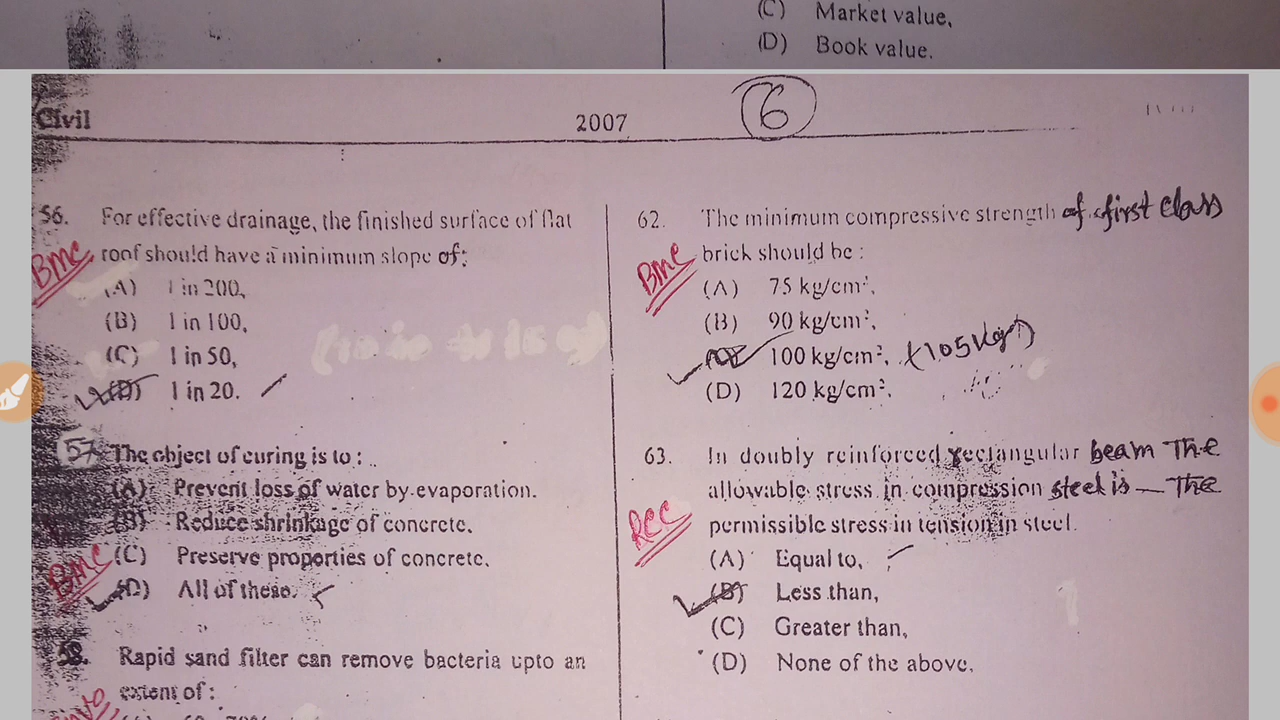 (C) Market value,
(D) Book value.
Civil
2007
6
56. For effective drainage, the finished surface of flat
BMC roof should have a minimum slope of:
(A) 1 in 200,
(B) 1 in 100,
(C) 1 in 50,
(D) 1 in 20.
57. The object of curing is to :
(A) Prevent loss of water by evaporation.
(B) Reduce shrinkage of concrete.
BMC (C) Preserve properties of concrete.
(D) All of these.
58. Rapid sand filter can remove bacteria upto an
extent of :
62. The minimum compressive strength of first class
BMC brick should be :
(A) 75 kg/cm²,
(B) 90 kg/cm²,
100 kg/cm², (105 kg)
(D) 120 kg/cm².
63. In doubly reinforced rectangular beam The
allowable stress in compression steel is — The
RCC permissible stress in tension in steel.
(A) Equal to,
(B) Less than,
(C) Greater than,
(D) None of the above.